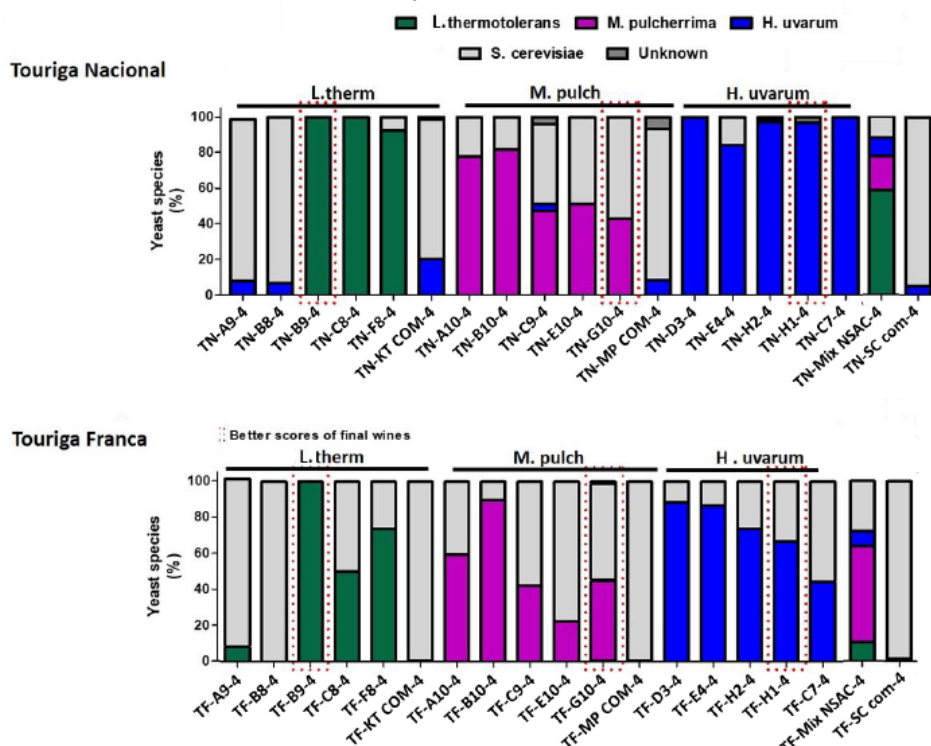 L.thermotolerans M. pulcherrima H. uvarum
S. cerevisiae Unknown
Touriga Nacional
L.therm M. pulch H. uvarum
100
80
60
40
20
0
Yeast species
(%)
TN-A9-4 TN-B8-4 TN-B9-4 TN-C8-4 TN-F8-4 TN-KT COM-4 TN-A10-4 TN-B10-4 TN-C9-4 TN-E10-4 TN-G10-4 TN-MP COM-4 TN-D3-4 TN-E4-4 TN-H2-4 TN-H1-4 TN-C7-4 TN-Mix NSAC-4 TN-SC com-4
Touriga Franca
Better scores of final wines
L.therm M. pulch H . uvarum
100
80
60
40
20
0
Yeast species
(%)
TF-A9-4 TF-B8-4 TF-B9-4 TF-C8-4 TF-F8-4 TF-KT COM-4 TF-A10-4 TF-B10-4 TF-C9-4 TF-E10-4 TF-G10-4 TF-MP COM-4 TF-D3-4 TF-E4-4 TF-H2-4 TF-H1-4 TF-C7-4 TF-Mix NSAC-4 TF-SC com-4